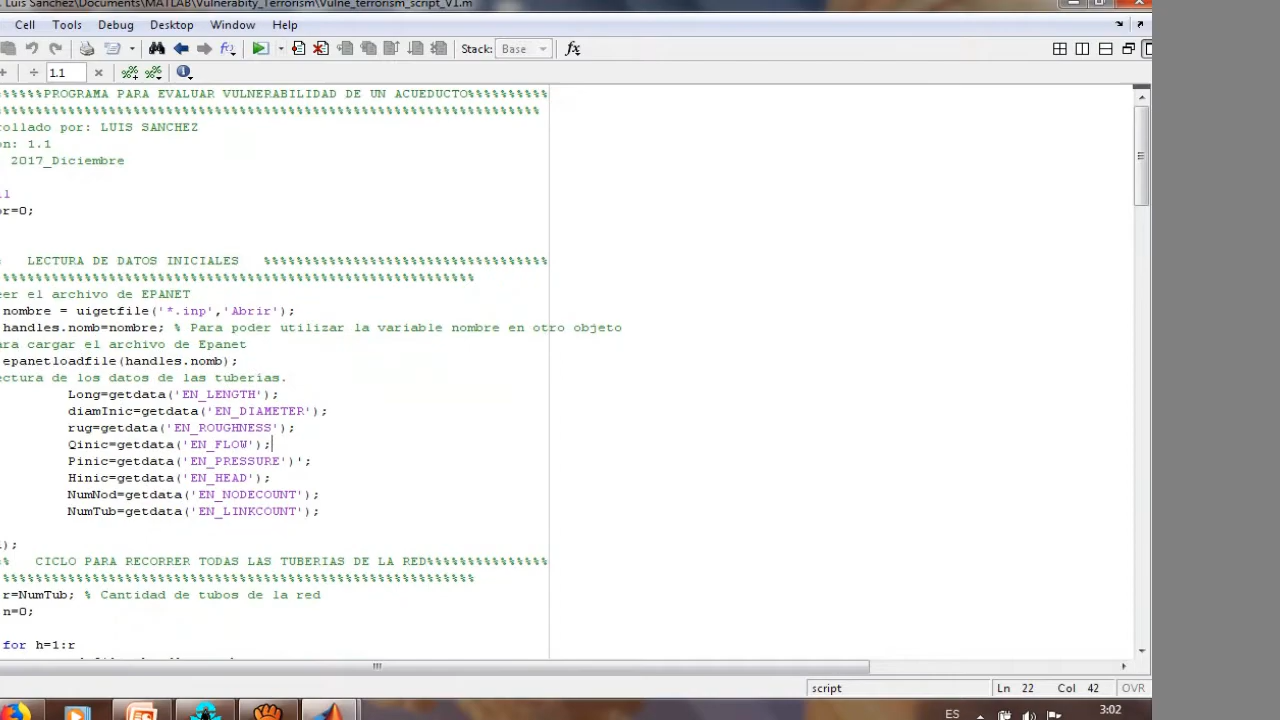 . Luis Sanchez\Documents\MATLAB\Vulnerabity_Terrorism\Vulne_terrorism_script_V1.m
Cell Tools Debug Desktop Window Help
Stack: Base fx
÷ 1.1 ×
%%%%%%PROGRAMA PARA EVALUAR VULNERABILIDAD DE UN ACUEDUCTO%%%%%%%%%%
%%%%%%%%%%%%%%%%%%%%%%%%%%%%%%%%%%%%%%%%%%%%%%%%%%%%%%%%%%%%%%%%%%%
rollado por: LUIS SANCHEZ
on: 1.1
2017_Diciembre
ll
or=0;
LECTURA DE DATOS INICIALES %%%%%%%%%%%%%%%%%%%%%%%%%%%%%%%%%%%
%%%%%%%%%%%%%%%%%%%%%%%%%%%%%%%%%%%%%%%%%%%%%%%%%%%%%%%%%%
eer el archivo de EPANET
nombre = uigetfile('*.inp','Abrir');
handles.nomb=nombre; % Para poder utilizar la variable nombre en otro objeto
ara cargar el archivo de Epanet
epanetloadfile(handles.nomb);
ectura de los datos de las tuberias.
Long=getdata('EN_LENGTH');
diamInic=getdata('EN_DIAMETER');
rug=getdata('EN_ROUGHNESS');
Qinic=getdata('EN_FLOW');
Pinic=getdata('EN_PRESSURE')';
Hinic=getdata('EN_HEAD');
NumNod=getdata('EN_NODECOUNT');
NumTub=getdata('EN_LINKCOUNT');
);
% CICLO PARA RECORRER TODAS LAS TUBERIAS DE LA RED%%%%%%%%%%%%%%%
%%%%%%%%%%%%%%%%%%%%%%%%%%%%%%%%%%%%%%%%%%%%%%%%%%%%%%%%%%
r=NumTub; % Cantidad de tubos de la red
n=0;
for h=1:r
script Ln 22 Col 42 OVR
ES 3:02